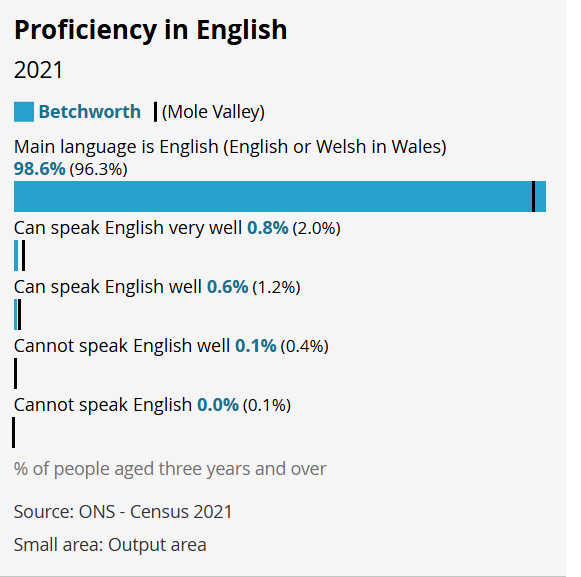 Proficiency in English
2021
Betchworth (Mole Valley)
Main language is English (English or Welsh in Wales)
98.6% (96.3%)
Can speak English very well 0.8% (2.0%)
Can speak English well 0.6% (1.2%)
Cannot speak English well 0.1% (0.4%)
Cannot speak English 0.0% (0.1%)
% of people aged three years and over
Source: ONS - Census 2021
Small area: Output area